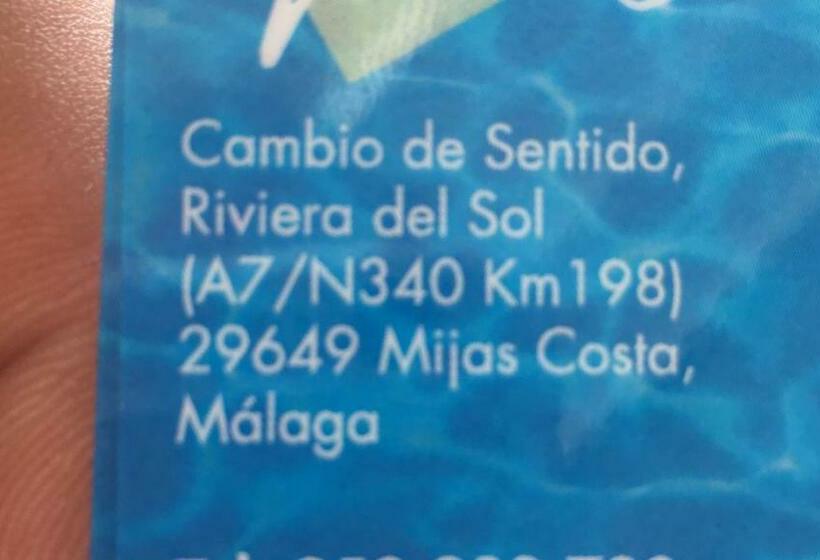 Cambio de Sentido,
Riviera del Sol
(A7/N340 Km198)
29649 Mijas Costa,
Málaga